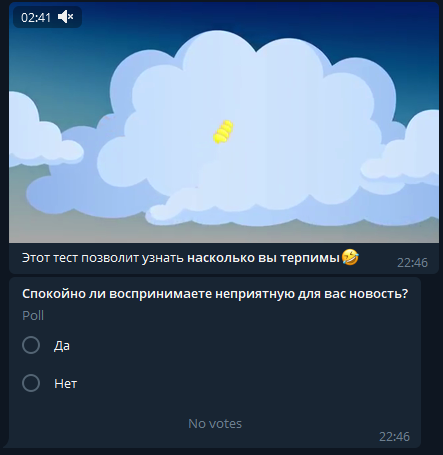 02:41
Этот тест позволит узнать насколько вы терпимы🤣
22:46
Спокойно ли воспринимаете неприятную для вас новость?
Poll
Да
Нет
No votes
22:46